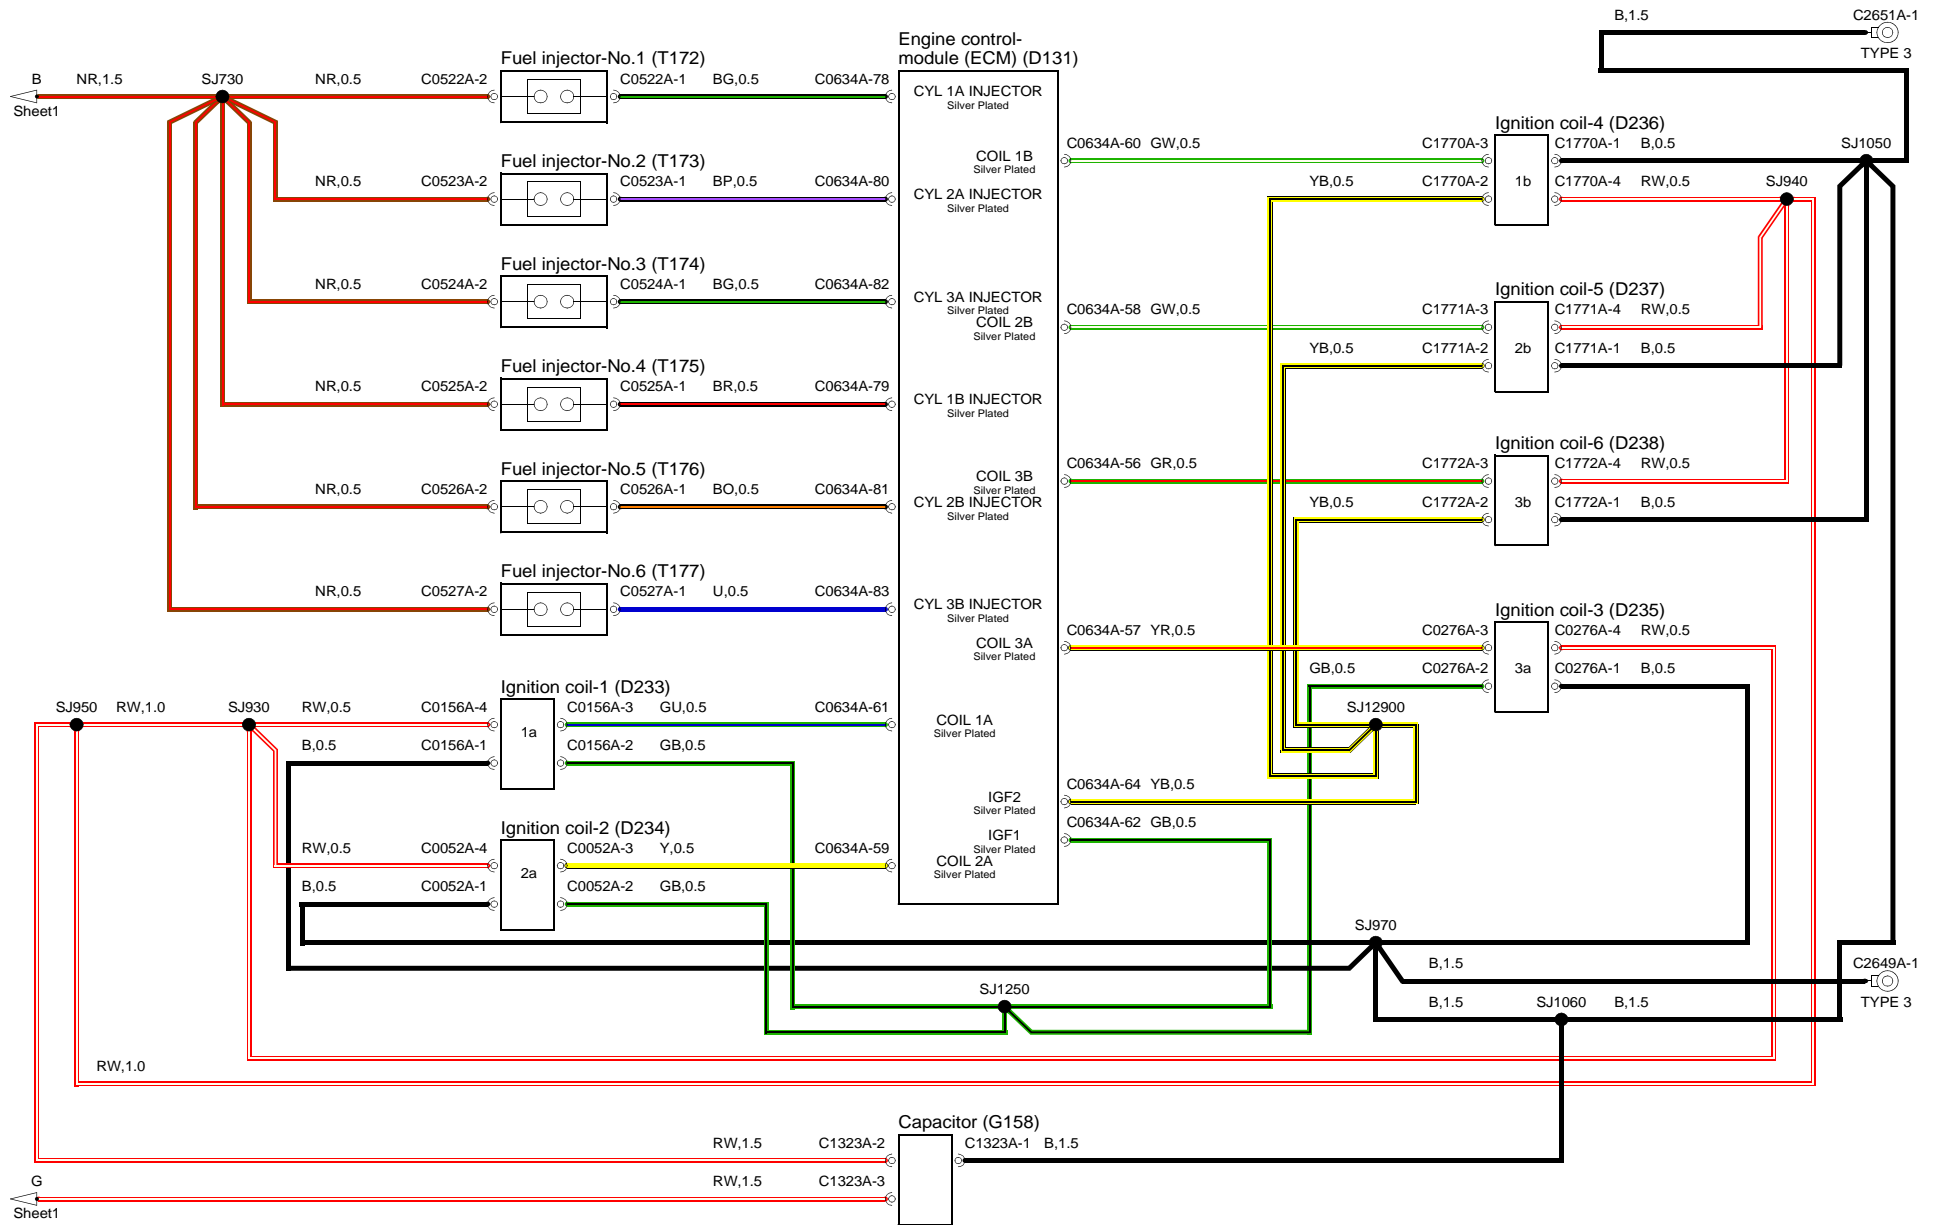 B,1.5
C2651A-1
TYPE 3
Engine control-
module (ECM) (D131)
Fuel injector-No.1 (T172)
B
NR,1.5
SJ730
NR,0.5
C0522A-2
C0522A-1
BG,0.5
C0634A-78
Sheet1
CYL 1A INJECTOR
Silver Plated
Ignition coil-4 (D236)
C0634A-60
GW,0.5
C1770A-3
C1770A-1
B,0.5
SJ1050
COIL 1B
Silver Plated
Fuel injector-No.2 (T173)
NR,0.5
C0523A-2
C0523A-1
BP,0.5
C0634A-80
CYL 2A INJECTOR
Silver Plated
YB,0.5
C1770A-2
1b
C1770A-4
RW,0.5
SJ940
Fuel injector-No.3 (T174)
NR,0.5
C0524A-2
C0524A-1
BG,0.5
C0634A-82
CYL 3A INJECTOR
Silver Plated
COIL 2B
Silver Plated
Ignition coil-5 (D237)
C0634A-58
GW,0.5
C1771A-3
C1771A-4
RW,0.5
YB,0.5
C1771A-2
2b
C1771A-1
B,0.5
Fuel injector-No.4 (T175)
NR,0.5
C0525A-2
C0525A-1
BR,0.5
C0634A-79
CYL 1B INJECTOR
Silver Plated
Ignition coil-6 (D238)
C0634A-56
GR,0.5
C1772A-3
C1772A-4
RW,0.5
COIL 3B
Silver Plated
Fuel injector-No.5 (T176)
NR,0.5
C0526A-2
C0526A-1
BO,0.5
C0634A-81
CYL 2B INJECTOR
Silver Plated
YB,0.5
C1772A-2
3b
C1772A-1
B,0.5
Fuel injector-No.6 (T177)
NR,0.5
C0527A-2
C0527A-1
U,0.5
C0634A-83
CYL 3B INJECTOR
Silver Plated
Ignition coil-3 (D235)
C0634A-57
YR,0.5
C0276A-3
C0276A-4
RW,0.5
COIL 3A
Silver Plated
GB,0.5
C0276A-2
3a
C0276A-1
B,0.5
Ignition coil-1 (D233)
SJ950
RW,1.0
SJ930
RW,0.5
C0156A-4
C0156A-3
GU,0.5
C0634A-61
SJ12900
1a
COIL 1A
Silver Plated
B,0.5
C0156A-1
C0156A-2
GB,0.5
C0634A-64
YB,0.5
IGF2
Silver Plated
C0634A-62
GB,0.5
IGF1
Silver Plated
Ignition coil-2 (D234)
RW,0.5
C0052A-4
C0052A-3
Y,0.5
C0634A-59
COIL 2A
Silver Plated
2a
B,0.5
C0052A-1
C0052A-2
GB,0.5
SJ970
B,1.5
C2649A-1
TYPE 3
SJ1250
B,1.5
SJ1060
B,1.5
RW,1.0
Capacitor (G158)
RW,1.5
C1323A-2
C1323A-1
B,1.5
G
RW,1.5
C1323A-3
Sheet1